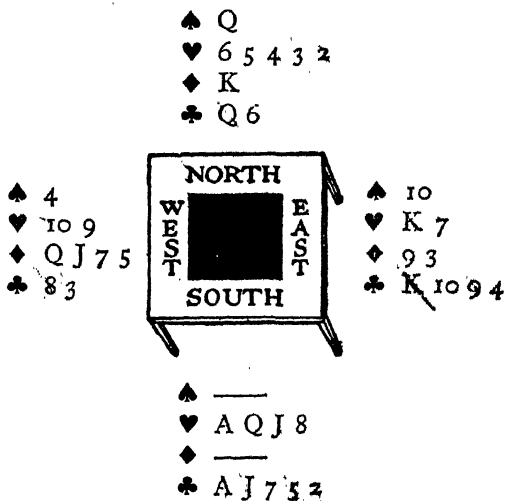 ♠ Q
♥ 6 5 4 3 2
♦ K
♣ Q 6
♠ 4
♥ 10 9
♦ Q J 7 5
♣ 8 3
NORTH
WEST
EAST
SOUTH
♠ 10
♥ K 7
♦ 9 3
♣ K 10 9 4
♠ —
♥ A Q J 8
♦ —
♣ A J 7 5 2